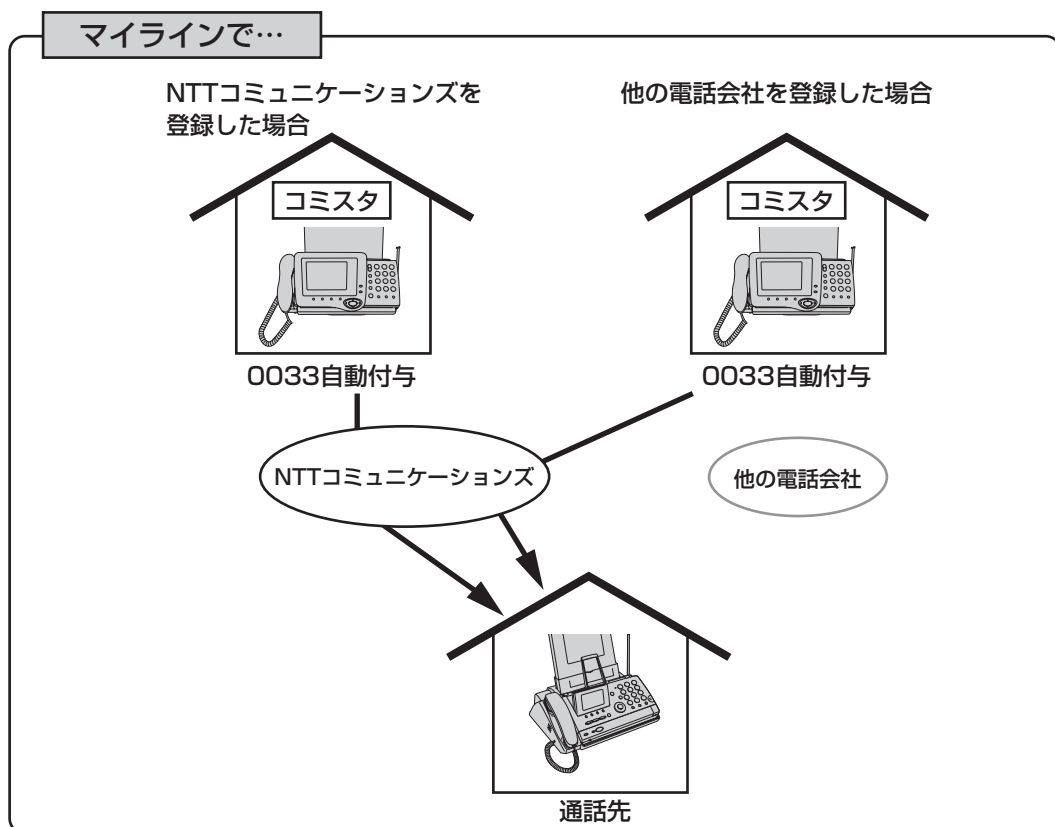 マイラインで…
NTTコミュニケーションズを
登録した場合
他の電話会社を登録した場合
コミスタ
コミスタ
0033自動付与
0033自動付与
NTTコミュニケーションズ
他の電話会社
通話先